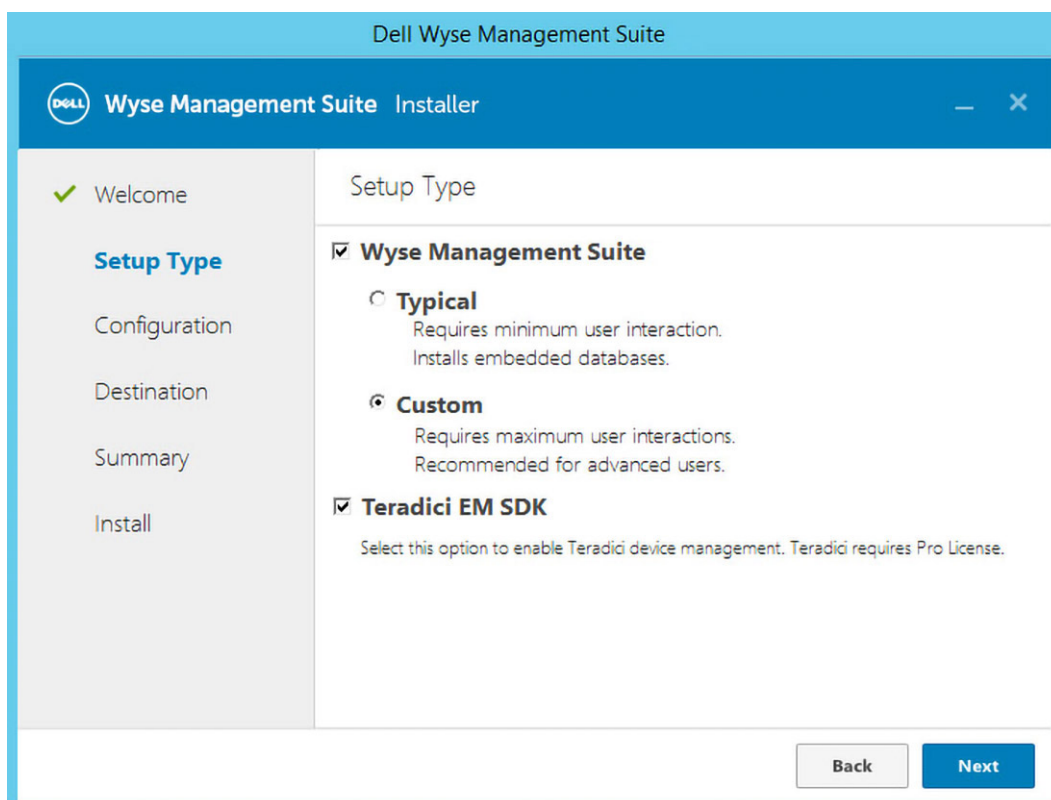 Dell Wyse Management Suite
DELL Wyse Management Suite Installer
Welcome
Setup Type
Configuration
Destination
Summary
Install
Setup Type
Wyse Management Suite
Typical
Requires minimum user interaction.
Installs embedded databases.
Custom
Requires maximum user interactions.
Recommended for advanced users.
Teradici EM SDK
Select this option to enable Teradici device management. Teradici requires Pro License.
Back
Next